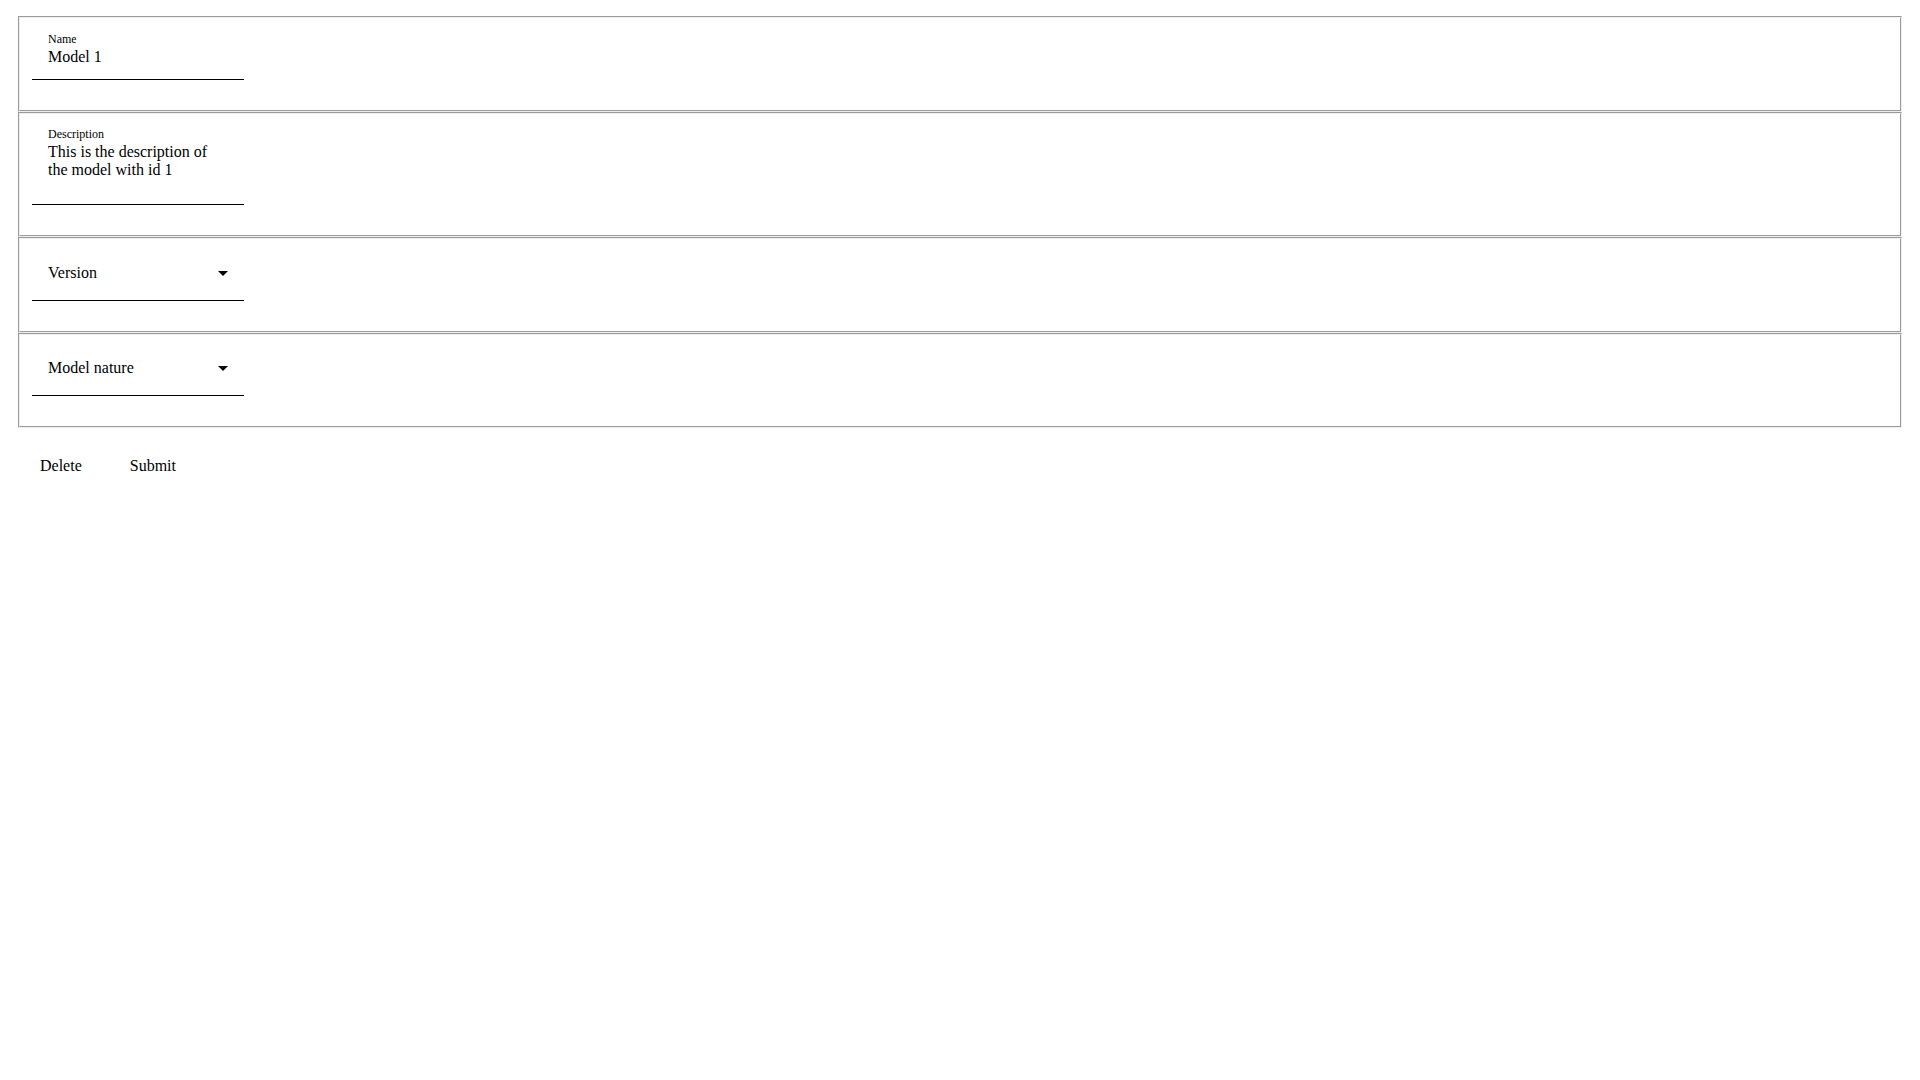 Name
Model 1
Description
This is the description of
the model with id 1
Version
Model nature
Delete Submit